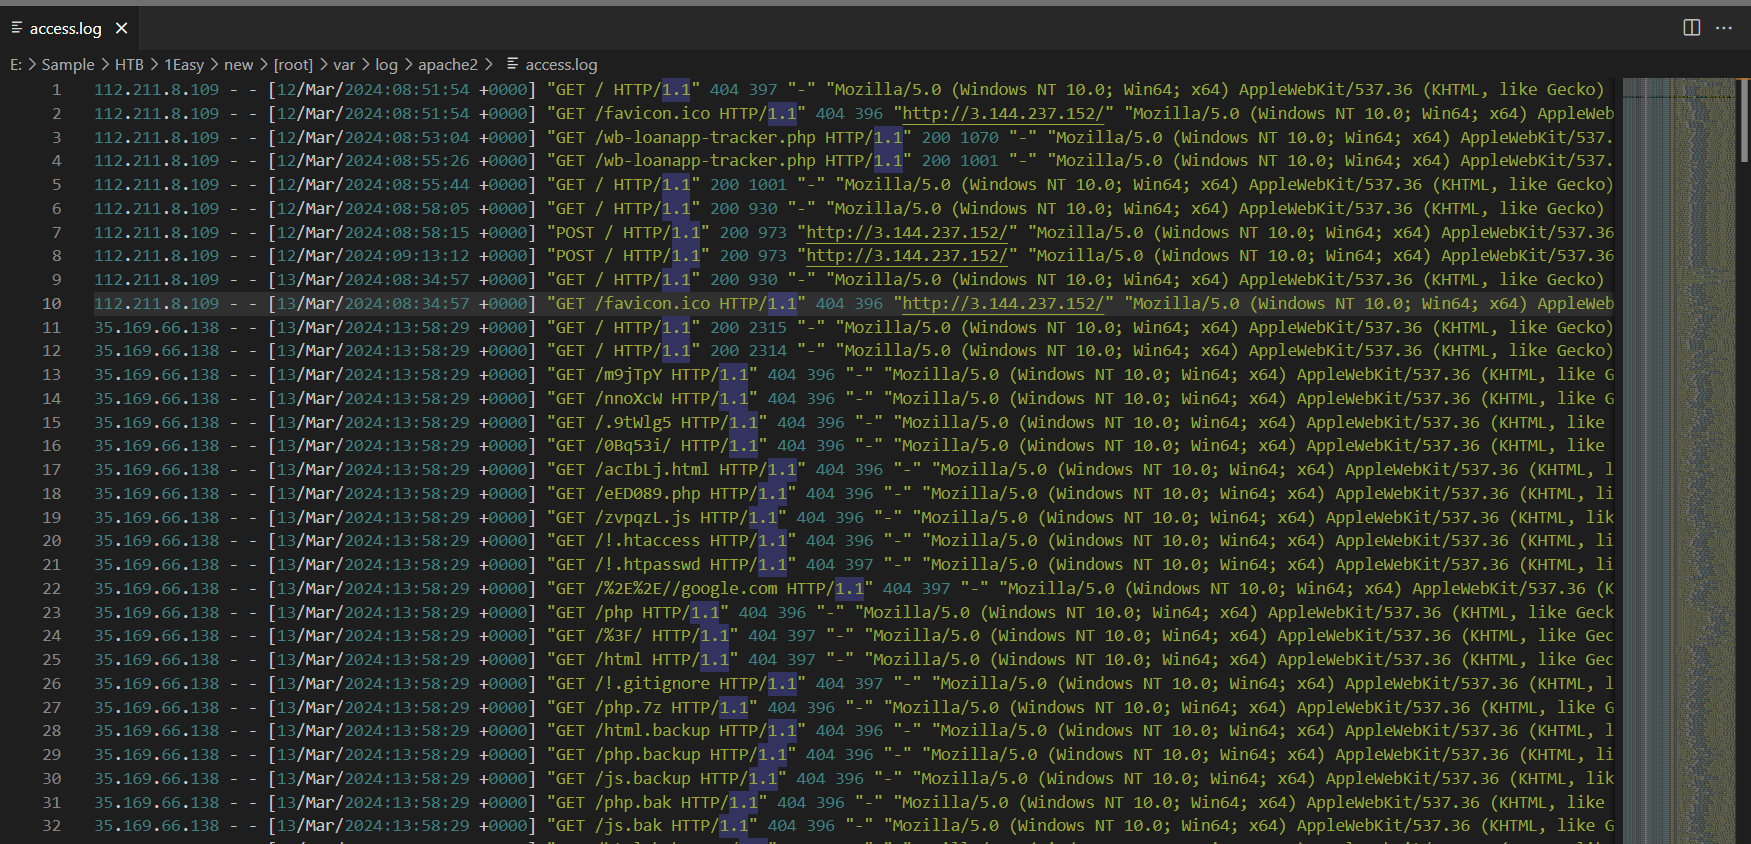 access.log
E: > Sample > HTB > 1Easy > new > [root] > var > log > apache2 > access.log
1 112.211.8.109 - - [12/Mar/2024:08:51:54 +0000] "GET / HTTP/1.1" 404 397 "-" "Mozilla/5.0 (Windows NT 10.0; Win64; x64) AppleWebKit/537.36 (KHTML, like Gecko)
2 112.211.8.109 - - [12/Mar/2024:08:51:54 +0000] "GET /favicon.ico HTTP/1.1" 404 396 "http://3.144.237.152/" "Mozilla/5.0 (Windows NT 10.0; Win64; x64) AppleWeb
3 112.211.8.109 - - [12/Mar/2024:08:53:04 +0000] "GET /wb-loanapp-tracker.php HTTP/1.1" 200 1070 "-" "Mozilla/5.0 (Windows NT 10.0; Win64; x64) AppleWebKit/537.
4 112.211.8.109 - - [12/Mar/2024:08:55:26 +0000] "GET /wb-loanapp-tracker.php HTTP/1.1" 200 1001 "-" "Mozilla/5.0 (Windows NT 10.0; Win64; x64) AppleWebKit/537.
5 112.211.8.109 - - [12/Mar/2024:08:55:44 +0000] "GET / HTTP/1.1" 200 1001 "-" "Mozilla/5.0 (Windows NT 10.0; Win64; x64) AppleWebKit/537.36 (KHTML, like Gecko)
6 112.211.8.109 - - [12/Mar/2024:08:58:05 +0000] "GET / HTTP/1.1" 200 930 "-" "Mozilla/5.0 (Windows NT 10.0; Win64; x64) AppleWebKit/537.36 (KHTML, like Gecko)
7 112.211.8.109 - - [12/Mar/2024:08:58:15 +0000] "POST / HTTP/1.1" 200 973 "http://3.144.237.152/" "Mozilla/5.0 (Windows NT 10.0; Win64; x64) AppleWebKit/537.36
8 112.211.8.109 - - [12/Mar/2024:09:13:12 +0000] "POST / HTTP/1.1" 200 973 "http://3.144.237.152/" "Mozilla/5.0 (Windows NT 10.0; Win64; x64) AppleWebKit/537.36
9 112.211.8.109 - - [13/Mar/2024:08:34:57 +0000] "GET / HTTP/1.1" 200 930 "-" "Mozilla/5.0 (Windows NT 10.0; Win64; x64) AppleWebKit/537.36 (KHTML, like Gecko)
10 112.211.8.109 - - [13/Mar/2024:08:34:57 +0000] "GET /favicon.ico HTTP/1.1" 404 396 "http://3.144.237.152/" "Mozilla/5.0 (Windows NT 10.0; Win64; x64) AppleWeb
11 35.169.66.138 - - [13/Mar/2024:13:58:29 +0000] "GET / HTTP/1.1" 200 2315 "-" "Mozilla/5.0 (Windows NT 10.0; Win64; x64) AppleWebKit/537.36 (KHTML, like Gecko)
12 35.169.66.138 - - [13/Mar/2024:13:58:29 +0000] "GET / HTTP/1.1" 200 2314 "-" "Mozilla/5.0 (Windows NT 10.0; Win64; x64) AppleWebKit/537.36 (KHTML, like Gecko)
13 35.169.66.138 - - [13/Mar/2024:13:58:29 +0000] "GET /m9jTpY HTTP/1.1" 404 396 "-" "Mozilla/5.0 (Windows NT 10.0; Win64; x64) AppleWebKit/537.36 (KHTML, like G
14 35.169.66.138 - - [13/Mar/2024:13:58:29 +0000] "GET /nnoXcW HTTP/1.1" 404 396 "-" "Mozilla/5.0 (Windows NT 10.0; Win64; x64) AppleWebKit/537.36 (KHTML, like G
15 35.169.66.138 - - [13/Mar/2024:13:58:29 +0000] "GET /.9tWlg5 HTTP/1.1" 404 396 "-" "Mozilla/5.0 (Windows NT 10.0; Win64; x64) AppleWebKit/537.36 (KHTML, like
16 35.169.66.138 - - [13/Mar/2024:13:58:29 +0000] "GET /0Bq53i/ HTTP/1.1" 404 396 "-" "Mozilla/5.0 (Windows NT 10.0; Win64; x64) AppleWebKit/537.36 (KHTML, like
17 35.169.66.138 - - [13/Mar/2024:13:58:29 +0000] "GET /acIbLj.html HTTP/1.1" 404 396 "-" "Mozilla/5.0 (Windows NT 10.0; Win64; x64) AppleWebKit/537.36 (KHTML, l
18 35.169.66.138 - - [13/Mar/2024:13:58:29 +0000] "GET /eED089.php HTTP/1.1" 404 396 "-" "Mozilla/5.0 (Windows NT 10.0; Win64; x64) AppleWebKit/537.36 (KHTML, li
19 35.169.66.138 - - [13/Mar/2024:13:58:29 +0000] "GET /zvpqzL.js HTTP/1.1" 404 396 "-" "Mozilla/5.0 (Windows NT 10.0; Win64; x64) AppleWebKit/537.36 (KHTML, lik
20 35.169.66.138 - - [13/Mar/2024:13:58:29 +0000] "GET /!.htaccess HTTP/1.1" 404 396 "-" "Mozilla/5.0 (Windows NT 10.0; Win64; x64) AppleWebKit/537.36 (KHTML, li
21 35.169.66.138 - - [13/Mar/2024:13:58:29 +0000] "GET /!.htpasswd HTTP/1.1" 404 397 "-" "Mozilla/5.0 (Windows NT 10.0; Win64; x64) AppleWebKit/537.36 (KHTML, li
22 35.169.66.138 - - [13/Mar/2024:13:58:29 +0000] "GET /%2E%2E//google.com HTTP/1.1" 404 397 "-" "Mozilla/5.0 (Windows NT 10.0; Win64; x64) AppleWebKit/537.36 (K
23 35.169.66.138 - - [13/Mar/2024:13:58:29 +0000] "GET /php HTTP/1.1" 404 396 "-" "Mozilla/5.0 (Windows NT 10.0; Win64; x64) AppleWebKit/537.36 (KHTML, like Geck
24 35.169.66.138 - - [13/Mar/2024:13:58:29 +0000] "GET /%3F/ HTTP/1.1" 404 397 "-" "Mozilla/5.0 (Windows NT 10.0; Win64; x64) AppleWebKit/537.36 (KHTML, like Gec
25 35.169.66.138 - - [13/Mar/2024:13:58:29 +0000] "GET /html HTTP/1.1" 404 397 "-" "Mozilla/5.0 (Windows NT 10.0; Win64; x64) AppleWebKit/537.36 (KHTML, like Gec
26 35.169.66.138 - - [13/Mar/2024:13:58:29 +0000] "GET /!.gitignore HTTP/1.1" 404 397 "-" "Mozilla/5.0 (Windows NT 10.0; Win64; x64) AppleWebKit/537.36 (KHTML, l
27 35.169.66.138 - - [13/Mar/2024:13:58:29 +0000] "GET /php.7z HTTP/1.1" 404 396 "-" "Mozilla/5.0 (Windows NT 10.0; Win64; x64) AppleWebKit/537.36 (KHTML, like G
28 35.169.66.138 - - [13/Mar/2024:13:58:29 +0000] "GET /html.backup HTTP/1.1" 404 396 "-" "Mozilla/5.0 (Windows NT 10.0; Win64; x64) AppleWebKit/537.36 (KHTML, l
29 35.169.66.138 - - [13/Mar/2024:13:58:29 +0000] "GET /php.backup HTTP/1.1" 404 396 "-" "Mozilla/5.0 (Windows NT 10.0; Win64; x64) AppleWebKit/537.36 (KHTML, li
30 35.169.66.138 - - [13/Mar/2024:13:58:29 +0000] "GET /js.backup HTTP/1.1" 404 396 "-" "Mozilla/5.0 (Windows NT 10.0; Win64; x64) AppleWebKit/537.36 (KHTML, lik
31 35.169.66.138 - - [13/Mar/2024:13:58:29 +0000] "GET /php.bak HTTP/1.1" 404 396 "-" "Mozilla/5.0 (Windows NT 10.0; Win64; x64) AppleWebKit/537.36 (KHTML, like
32 35.169.66.138 - - [13/Mar/2024:13:58:29 +0000] "GET /js.bak HTTP/1.1" 404 396 "-" "Mozilla/5.0 (Windows NT 10.0; Win64; x64) AppleWebKit/537.36 (KHTML, like G